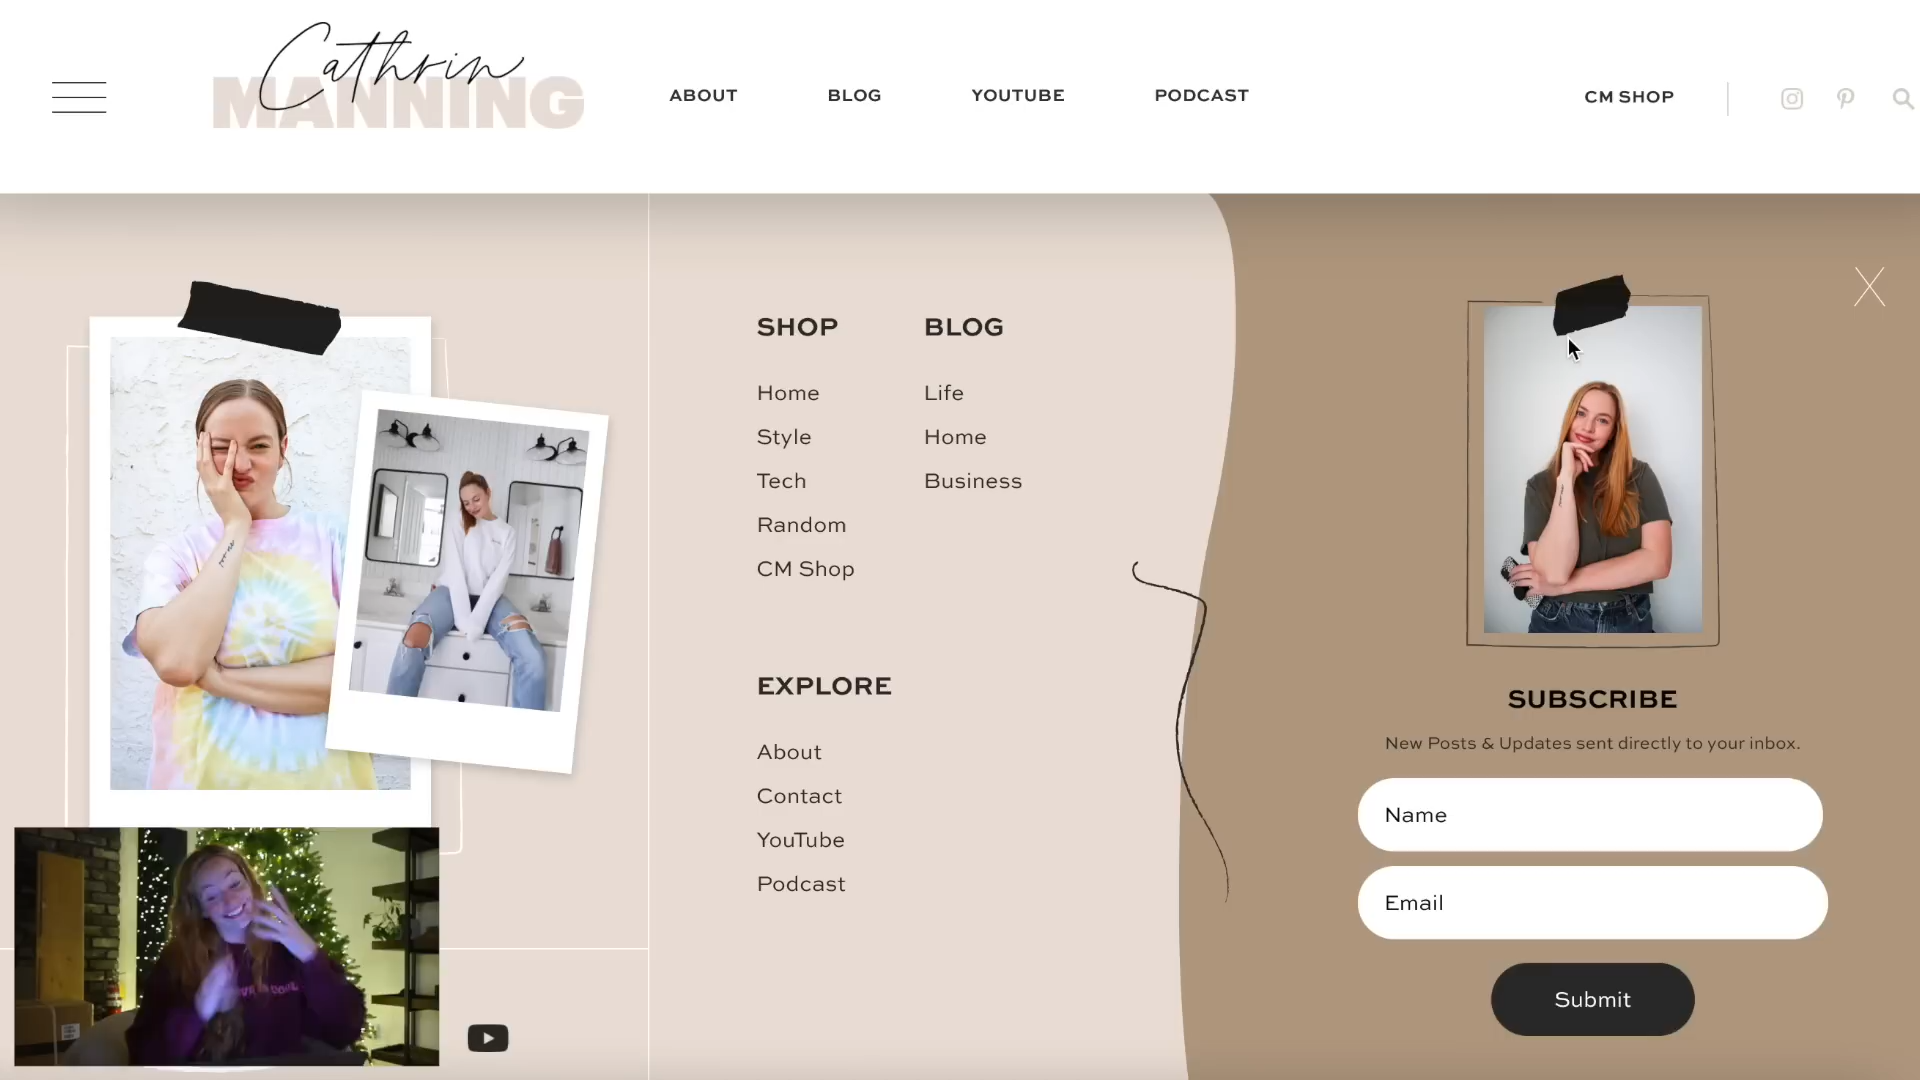 Cathrin
MANNING
ABOUT
BLOG
YOUTUBE
PODCAST
CM SHOP
SHOP
Home
Style
Tech
Random
CM Shop
BLOG
Life
Home
Business
EXPLORE
About
Contact
YouTube
Podcast
SUBSCRIBE
New Posts & Updates sent directly to your inbox.
Name
Email
Submit